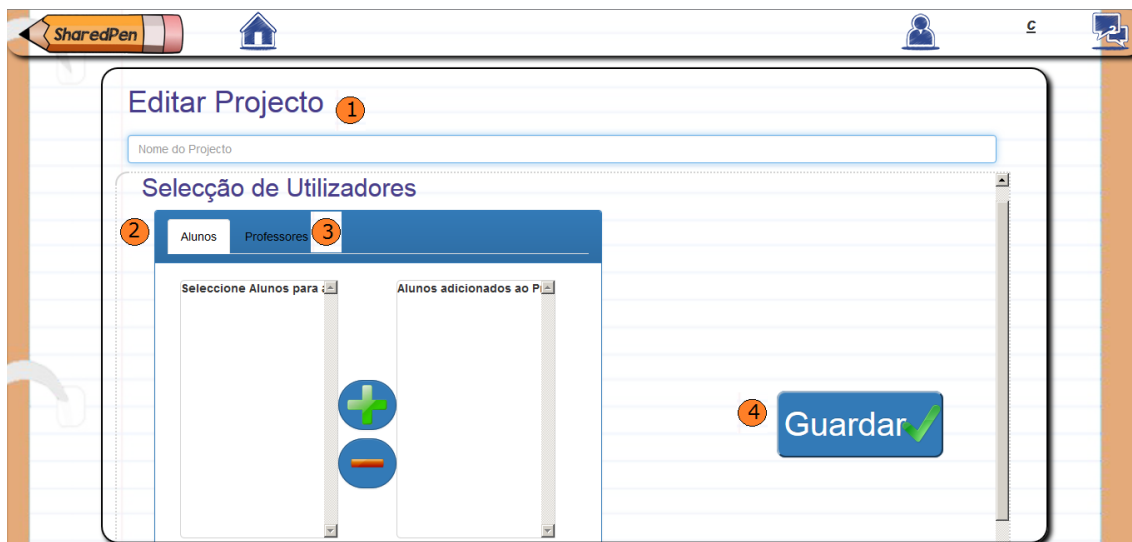 SharedPen
c
Editar Projecto 1
Nome do Projecto
Selecção de Utilizadores
2 Alunos Professores 3
Seleccione Alunos para
Alunos adicionados ao
4 Guardar